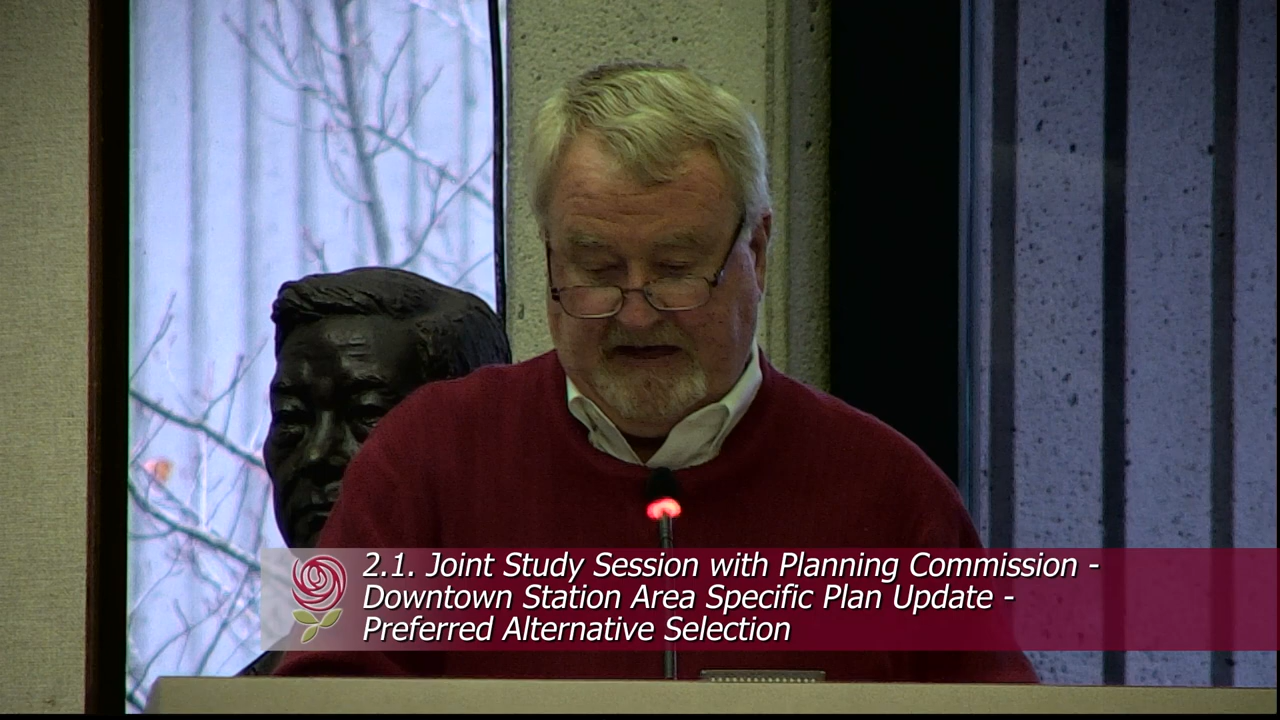 2.1. Joint Study Session with Planning Commission -
Downtown Station Area Specific Plan Update -
Preferred Alternative Selection